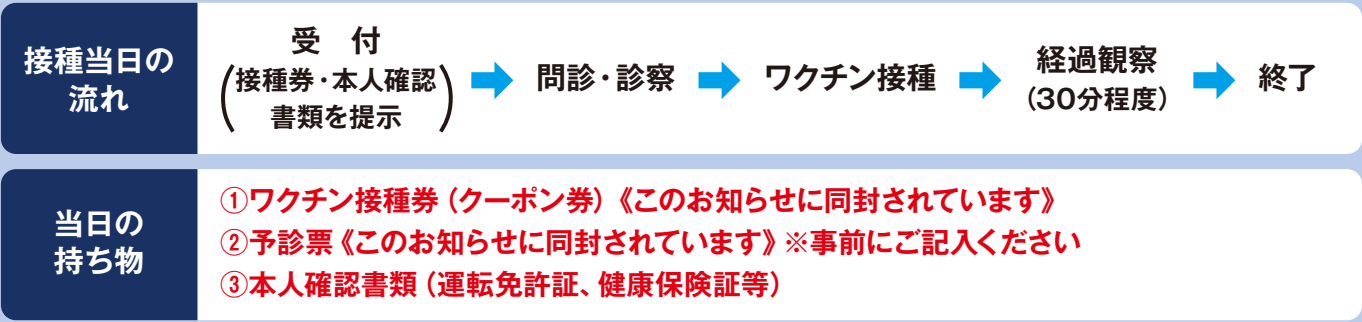 接種当日の
流れ
受 付
(接種券・本人確認
書類を提示)
問診・診察
ワクチン接種
経過観察
(30分程度)
終了
当日の
持ち物
①ワクチン接種券(クーポン券)《このお知らせに同封されています》
②予診票《このお知らせに同封されています》※事前にご記入ください
③本人確認書類(運転免許証、健康保険証等)